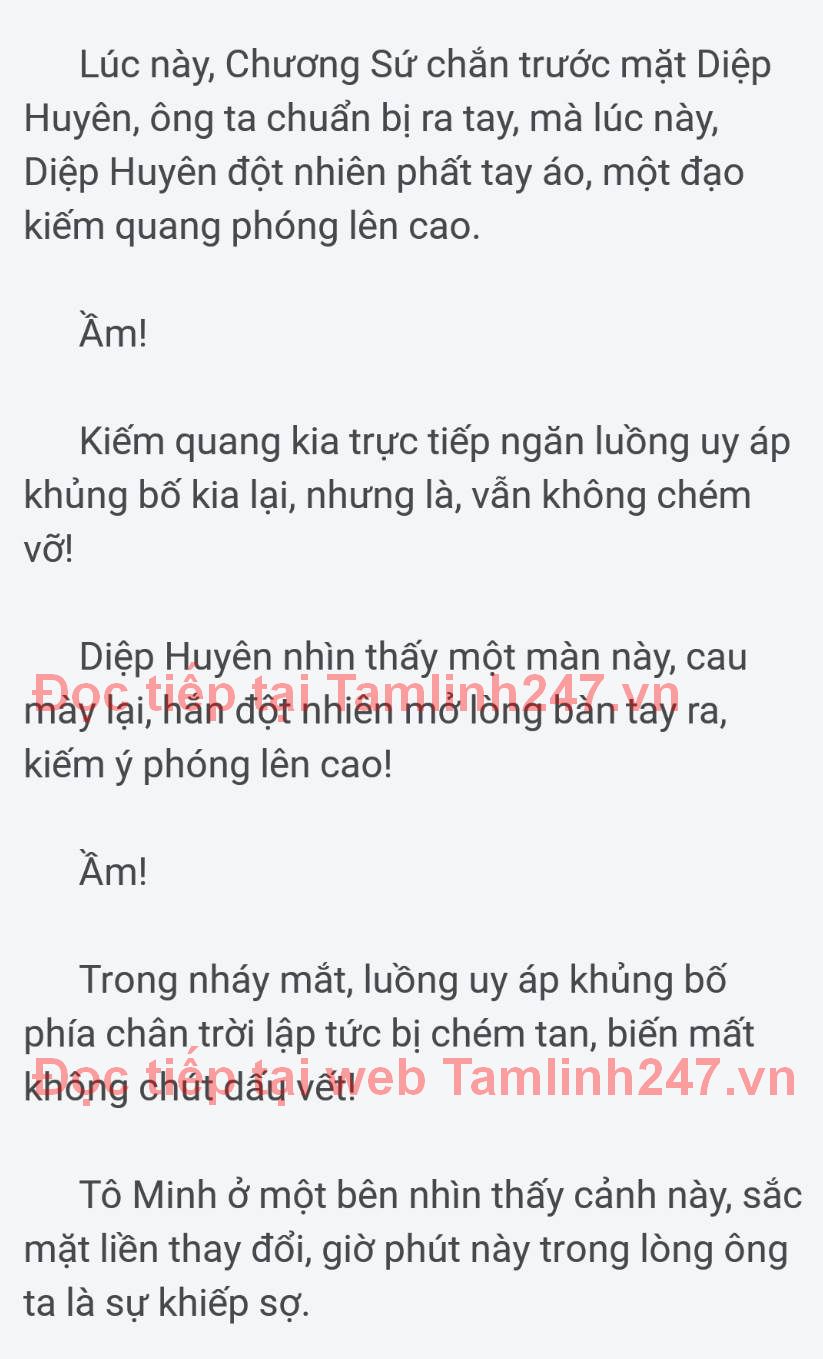 Lúc này, Chương Sứ chắn trước mặt Diệp
Huyên, ông ta chuẩn bị ra tay, mà lúc này,
Diệp Huyên đột nhiên phất tay áo, một đạo
kiếm quang phóng lên cao.
Ầm!
Kiếm quang kia trực tiếp ngăn luồng uy áp
khủng bố kia lại, nhưng là, vẫn không chém
vỡ!
Diệp Huyên nhìn thấy một màn này, cau
Đọc tiếp tại Tamlinh247.vn
mày lại, hắn đột nhiên mở lòng bàn tay ra,
kiếm ý phóng lên cao!
Ầm!
Trong nháy mắt, luồng uy áp khủng bố
phía chân trời lập tức bị chém tan, biến mất
Đọc tiếp tại web Tamlinh247.vn
không chút dấu vết!
Tô Minh ở một bên nhìn thấy cảnh này, sắc
mặt liền thay đổi, giờ phút này trong lòng ông
ta là sự khiếp sợ.